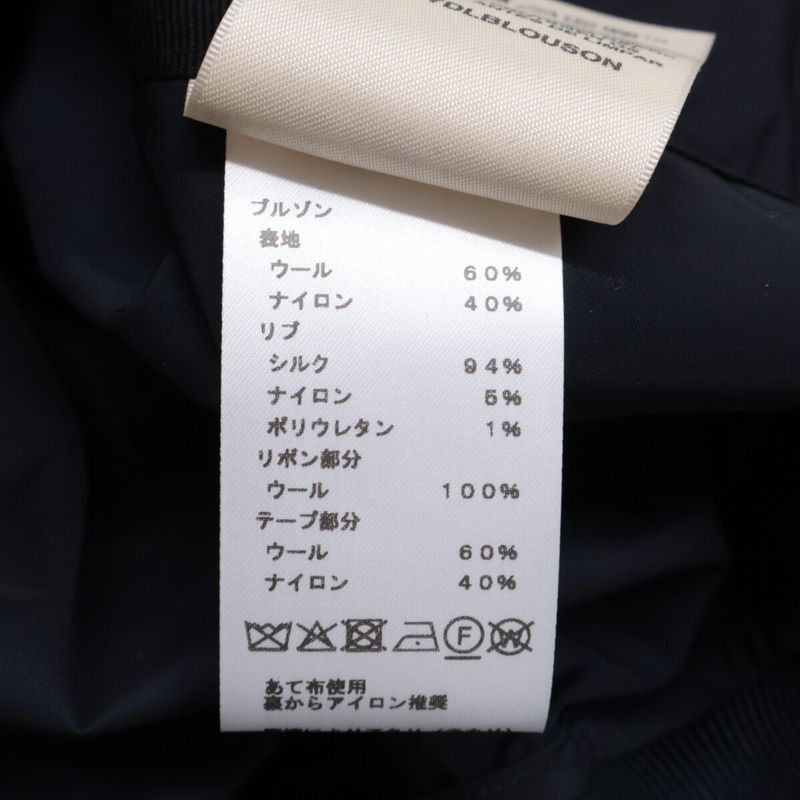 DLBLOUSON
ブルゾン
表地
ウール 60%
ナイロン 40%
リブ
シルク 94%
ナイロン 5%
ポリウレタン 1%
リボン部分
ウール 100%
テープ部分
ウール 60%
ナイロン 40%
F W
あて布使用
裏からアイロン推奨